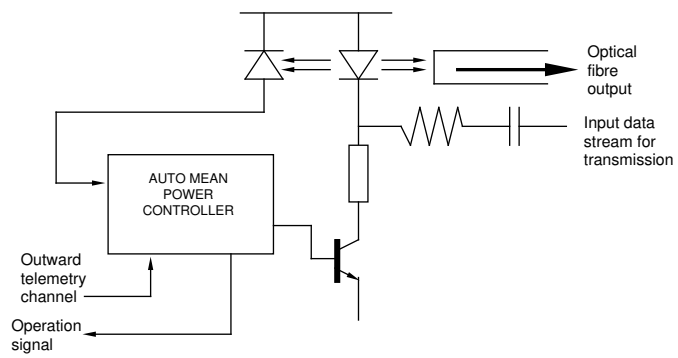 Optical
fibre
output
Input data
stream for
transmission
AUTO MEAN
POWER
CONTROLLER
Outward
telemetry
channel
Operation
signal